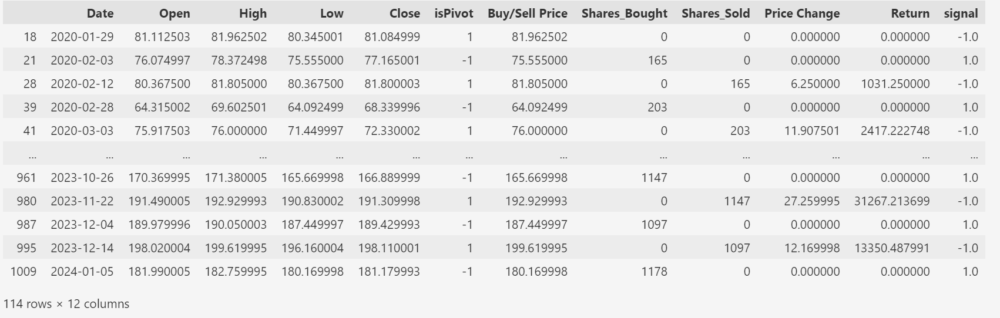 Date Open High Low Close isPivot Buy/Sell Price Shares_Bought Shares_Sold Price Change Return signal
18 2020-01-29 81.112503 81.962502 80.345001 81.084999 1 81.962502 0 0 0.000000 0.000000 -1.0
21 2020-02-03 76.074997 78.372498 75.555000 77.165001 -1 75.555000 165 0 0.000000 0.000000 1.0
28 2020-02-12 80.367500 81.805000 80.367500 81.800003 1 81.805000 0 165 6.250000 1031.250000 -1.0
39 2020-02-28 64.315002 69.602501 64.092499 68.339996 -1 64.092499 203 0 0.000000 0.000000 1.0
41 2020-03-03 75.917503 76.000000 71.449997 72.330002 1 76.000000 0 203 11.907501 2417.222748 -1.0
... ... ... ... ... ... ... ... ... ... ... ... ...
961 2023-10-26 170.369995 171.380005 165.669998 166.889999 -1 165.669998 1147 0 0.000000 0.000000 1.0
980 2023-11-22 191.490005 192.929993 190.830002 191.309998 1 192.929993 0 1147 27.259995 31267.213699 -1.0
987 2023-12-04 189.979996 190.050003 187.449997 189.429993 -1 187.449997 1097 0 0.000000 0.000000 1.0
995 2023-12-14 198.020004 199.619995 196.160004 198.110001 1 199.619995 0 1097 12.169998 13350.487991 -1.0
1009 2024-01-05 181.990005 182.759995 180.169998 181.179993 -1 180.169998 1178 0 0.000000 0.000000 1.0
114 rows × 12 columns